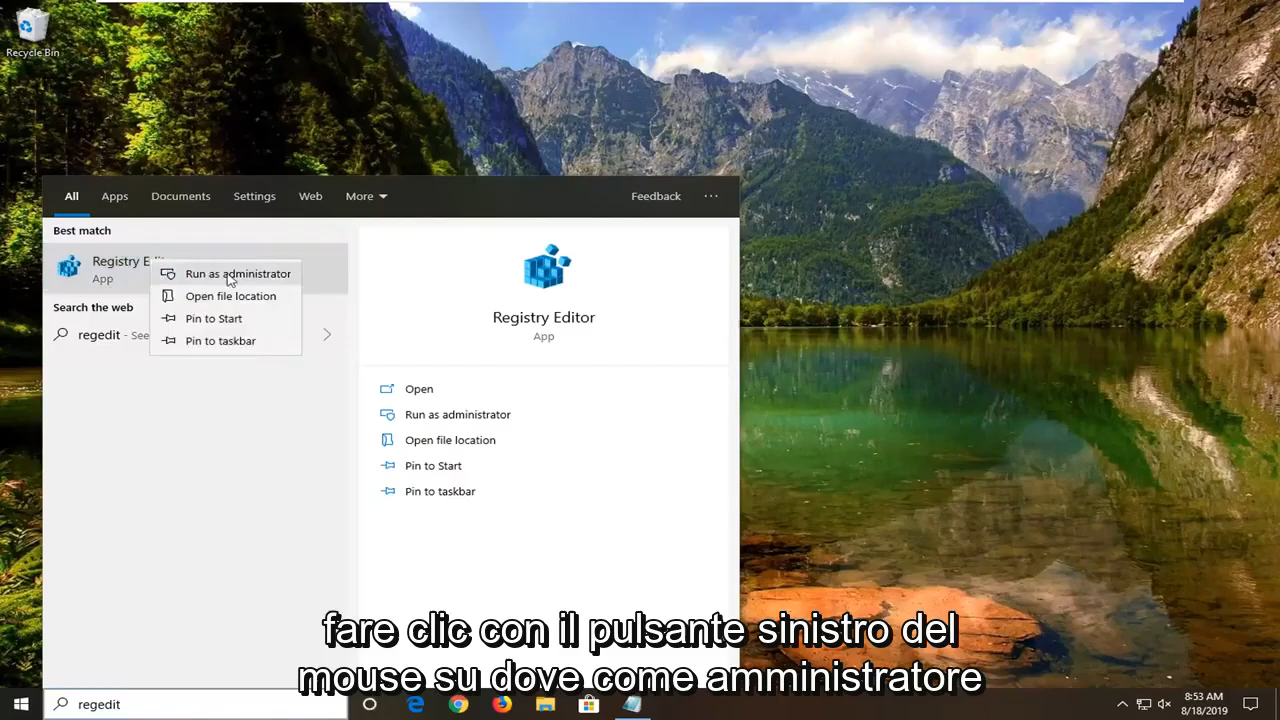 Recycle Bin
All Apps Documents Settings Web More Feedback ...
Best match
Registry
App
Run as administrator
Open file location
Pin to Start
Pin to taskbar
Search the web
regedit - See
Registry Editor
App
Open
Run as administrator
Open file location
Pin to Start
Pin to taskbar
fare clic con il pulsante sinistro del
mouse su dove come amministratore
regedit
8:53 AM
8/18/2019